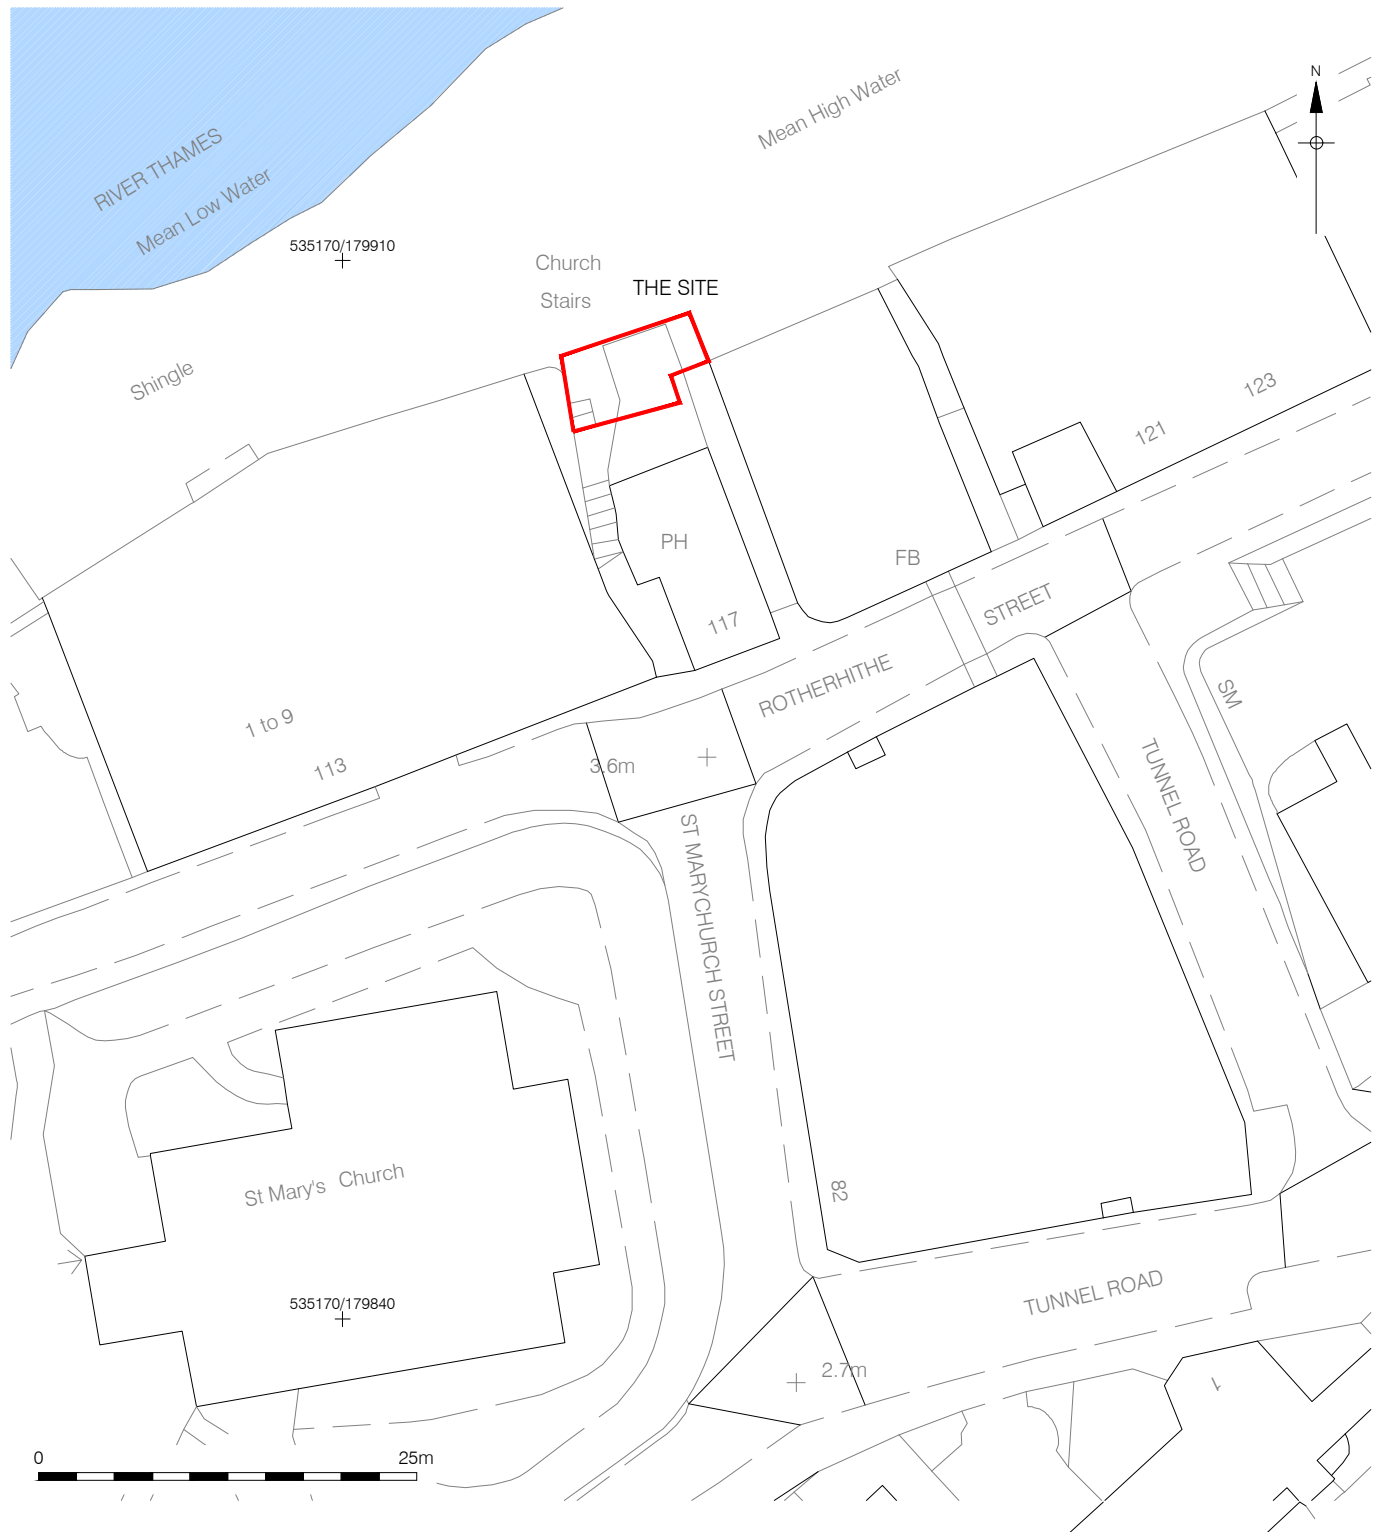 N
Mean High Water
RIVER THAMES
Mean Low Water
535170/179910
Church
Stairs
THE SITE
Shingle
123
121
PH
FB
117
STREET
ROTHERHITHE
SM
1 to 9
113
3.6m
TUNNEL ROAD
ST MARYCHURCH STREET
St Mary's Church
82
535170/179840
TUNNEL ROAD
2.7m
1
0
25m